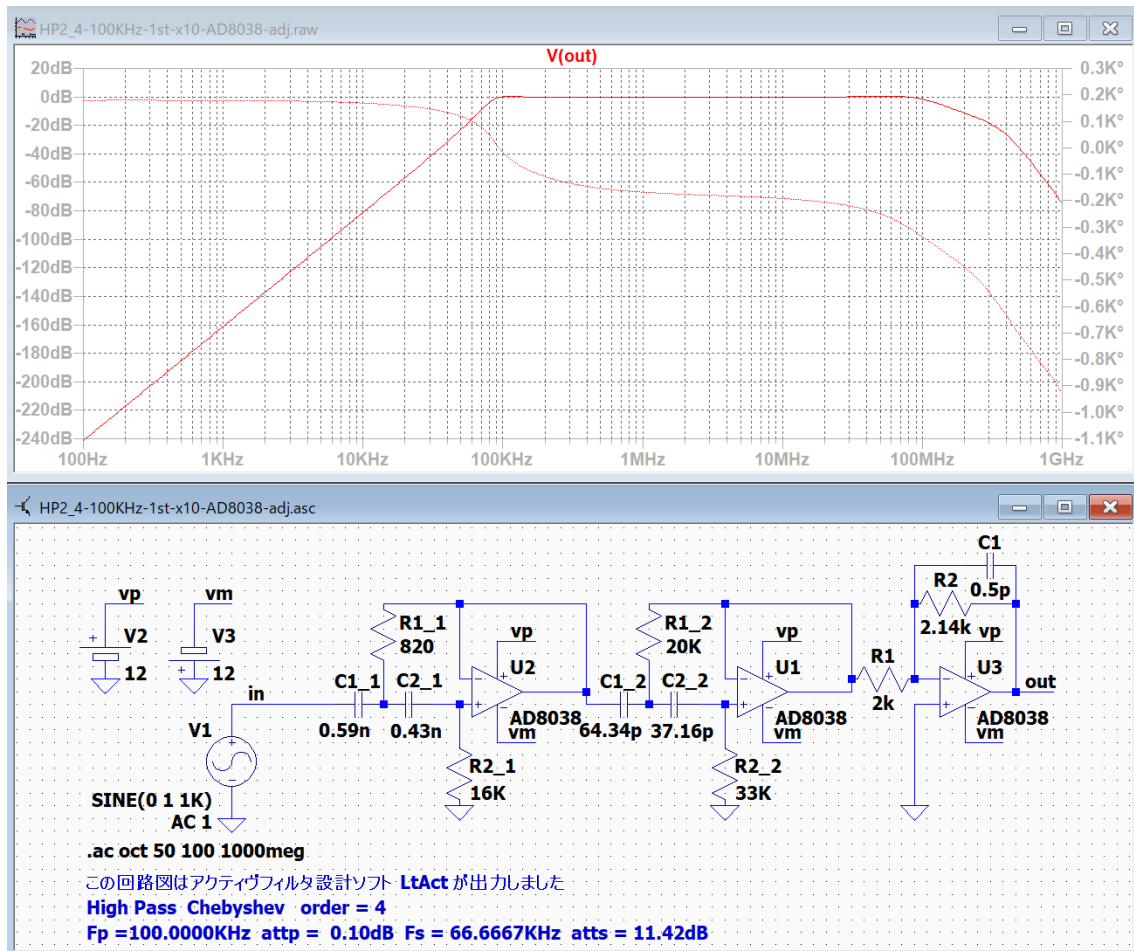 HP2_4-100KHz-1st-x10-AD8038-adj.raw
V(out)
20dB
0dB
-20dB
-40dB
-60dB
-80dB
-100dB
-120dB
-140dB
-160dB
-180dB
-200dB
-220dB
-240dB
0.3K°
0.2K°
0.1K°
0.0K°
-0.1K°
-0.2K°
-0.3K°
-0.4K°
-0.5K°
-0.6K°
-0.7K°
-0.8K°
-0.9K°
-1.0K°
-1.1K°
100Hz 1KHz 10KHz 100KHz 1MHz 10MHz 100MHz 1GHz
HP2_4-100KHz-1st-x10-AD8038-adj.asc
vp
V2
12
vm
V3
12
in
V1
SINE(0 1 1K)
AC 1
R1_1
820
C1_1
0.59n
C2_1
0.43n
R2_1
16K
vp
U2
AD8038
vm
R1_2
20K
C1_2
64.34p
C2_2
37.16p
R2_2
33K
vp
U1
AD8038
vm
R1
2k
C1
0.5p
R2
2.14k
vp
U3
AD8038
vm
out
.ac oct 50 100 1000meg
この回路図はアクティヴフィルタ設計ソフト LtAct が出力しました
High Pass Chebyshev order = 4
Fp =100.0000KHz attp = 0.10dB Fs = 66.6667KHz atts = 11.42dB